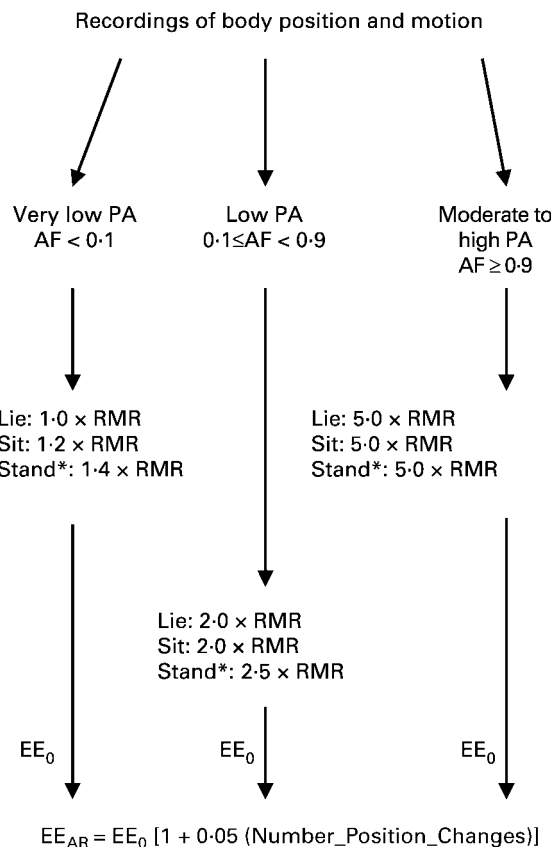 Recordings of body position and motion
Very low PA
AF < 0·1
Low PA
0·1≤AF < 0·9
Moderate to
high PA
AF ≥ 0·9
Lie: 1·0 × RMR
Sit: 1·2 × RMR
Stand*: 1·4 × RMR
Lie: 5·0 × RMR
Sit: 5·0 × RMR
Stand*: 5·0 × RMR
Lie: 2·0 × RMR
Sit: 2·0 × RMR
Stand*: 2·5 × RMR
EE₀
EE₀
EE₀
EE_AR = EE₀ [1 + 0·05 (Number_Position_Changes)]